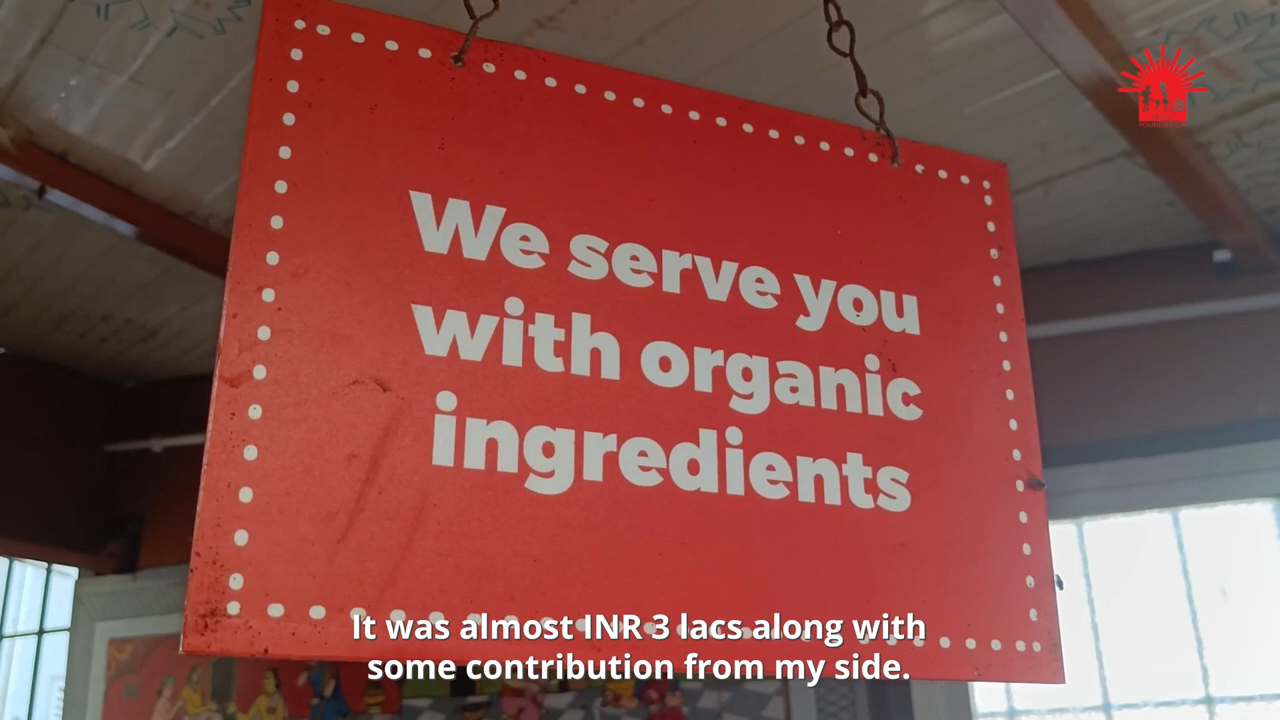 We serve you
with organic
ingredients
It was almost INR 3 lacs along with
some contribution from my side.